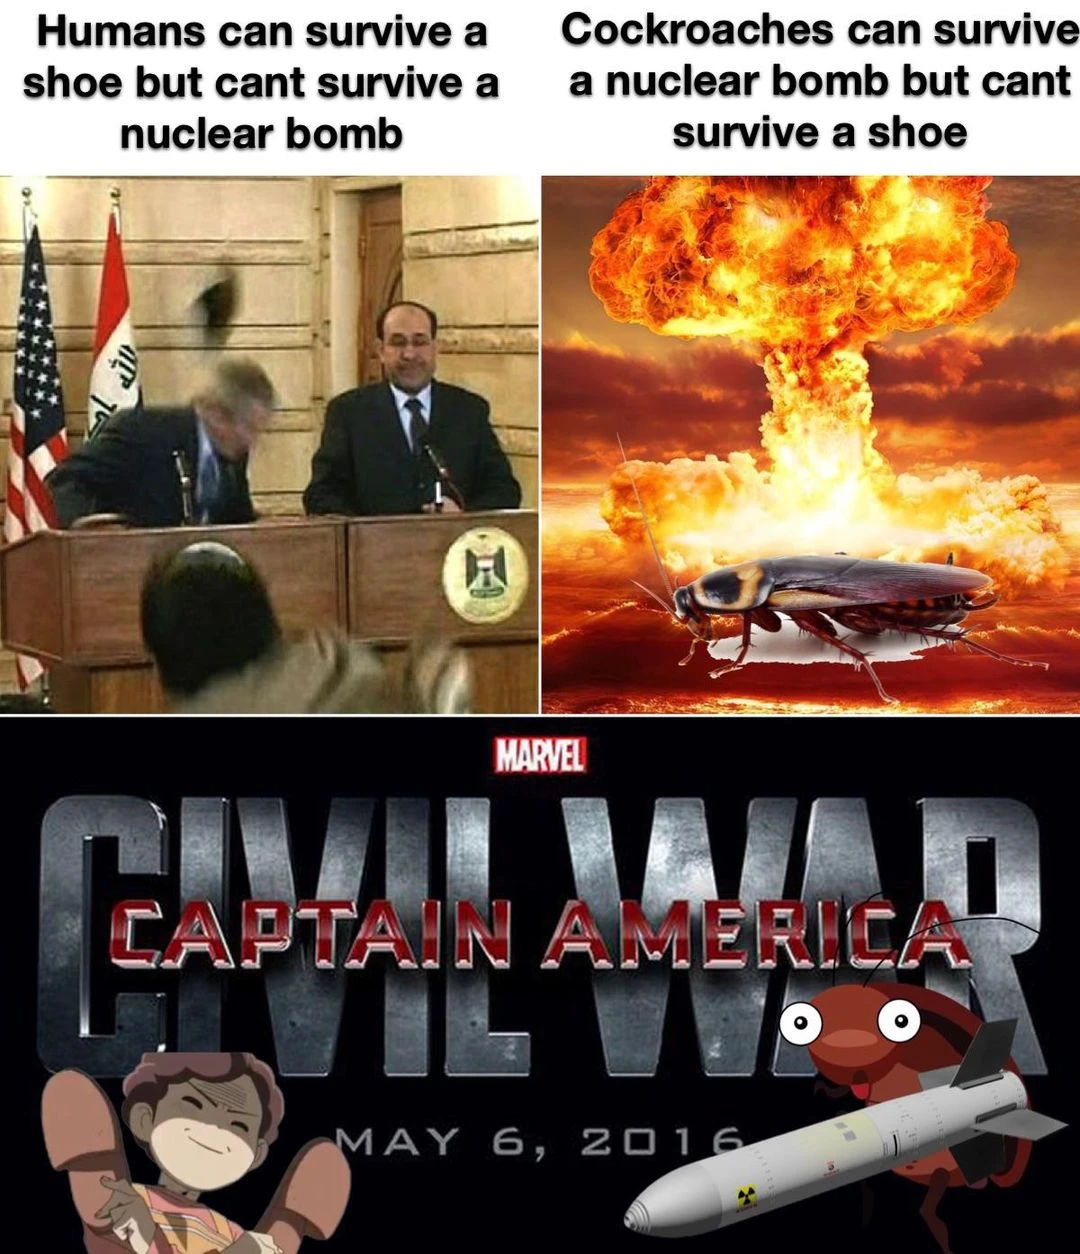 Humans can survive a
shoe but cant survive a
nuclear bomb
Cockroaches can survive
a nuclear bomb but cant
survive a shoe
MARVEL
CIVIL WAR
CAPTAIN AMERICA
MAY 6, 2016